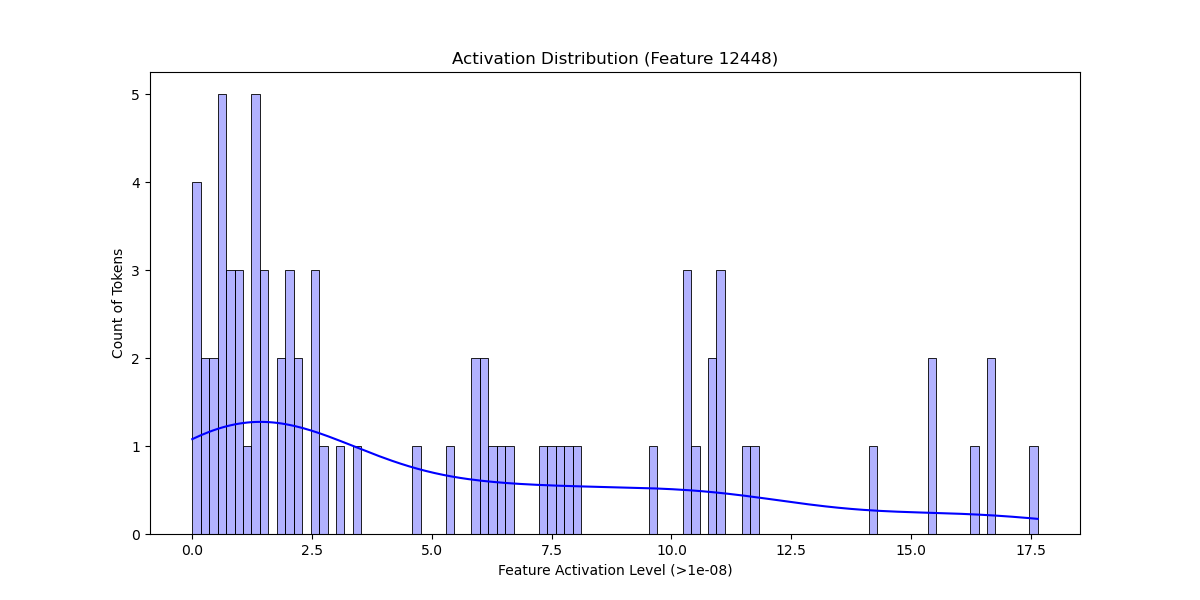 Activation Distribution (Feature 12448)
Count of Tokens
5
4
3
2
1
0
0.0 2.5 5.0 7.5 10.0 12.5 15.0 17.5
Feature Activation Level (>1e-08)